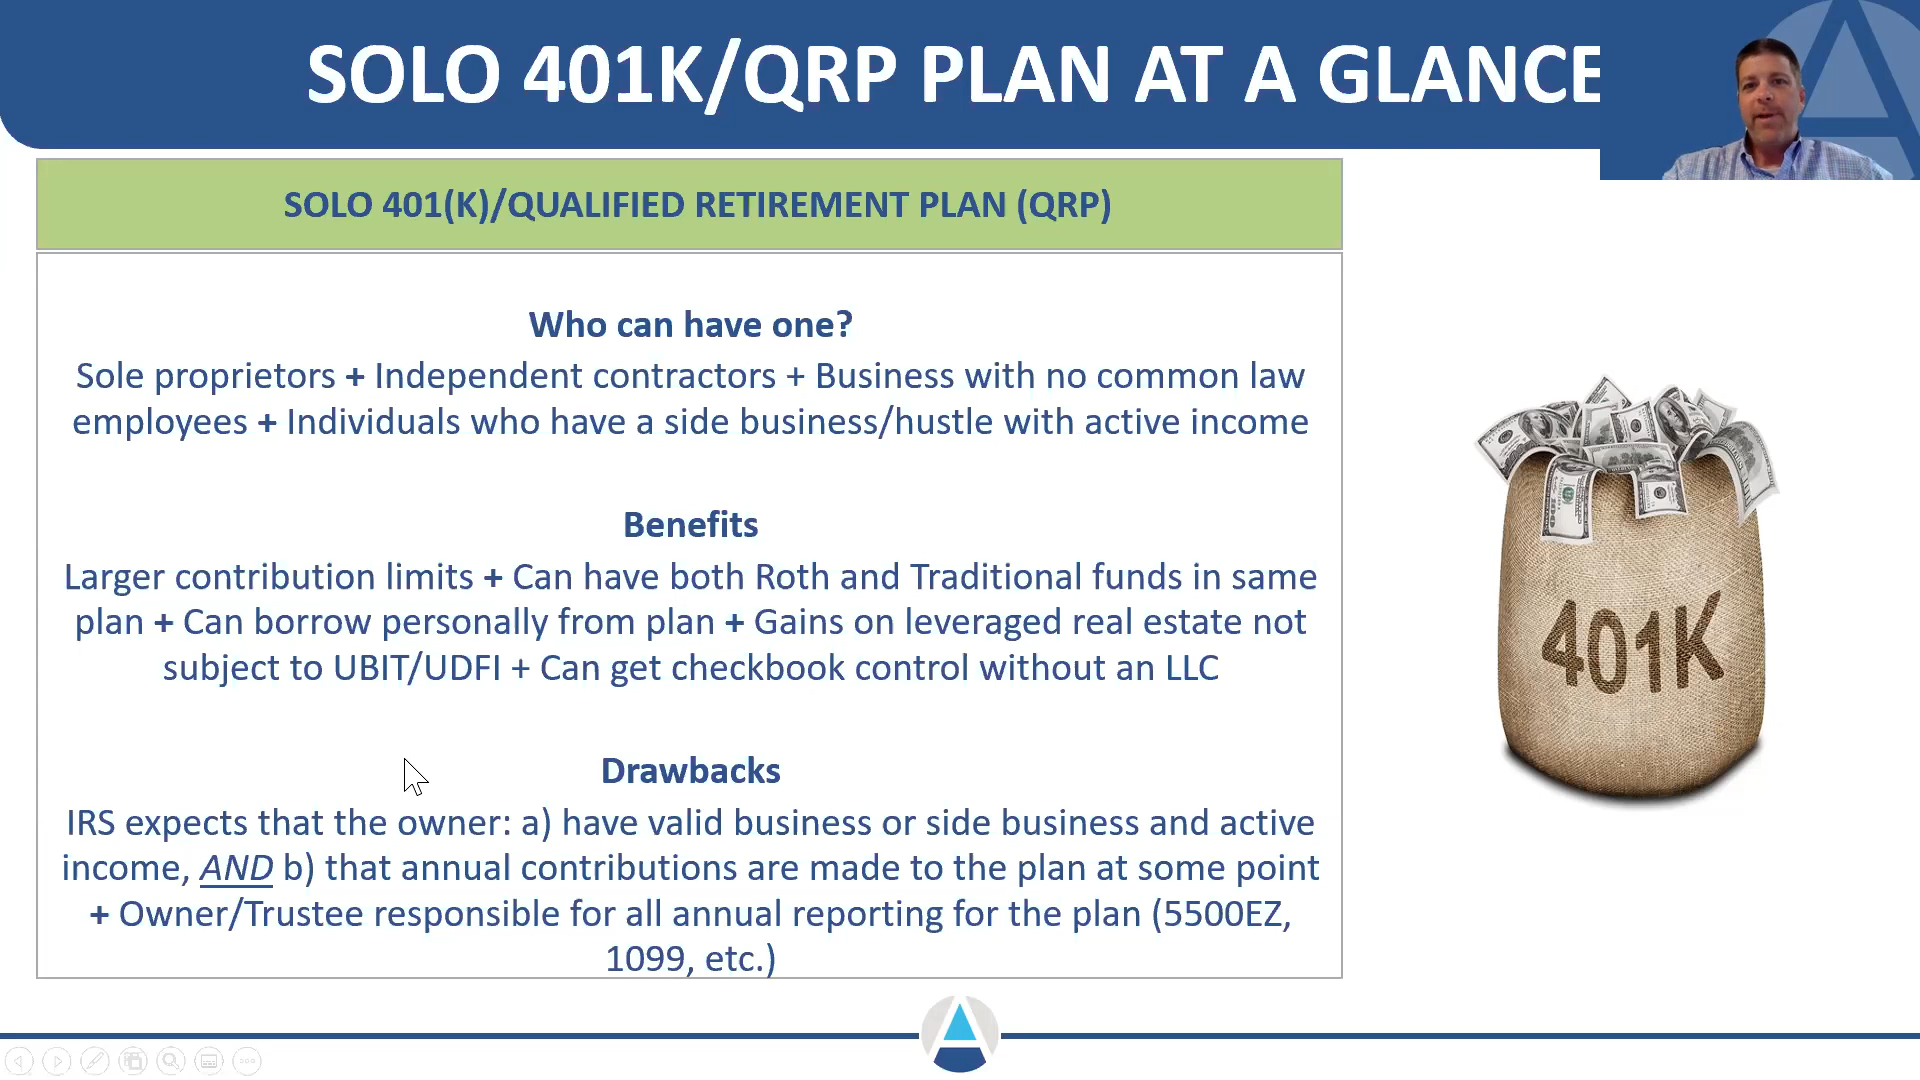 SOLO 401K/QRP PLAN AT A GLANCE
SOLO 401(K)/QUALIFIED RETIREMENT PLAN (QRP)
Who can have one?
Sole proprietors + Independent contractors + Business with no common law
employees + Individuals who have a side business/hustle with active income
Benefits
Larger contribution limits + Can have both Roth and Traditional funds in same
plan + Can borrow personally from plan + Gains on leveraged real estate not
subject to UBIT/UDFI + Can get checkbook control without an LLC
Drawbacks
IRS expects that the owner: a) have valid business or side business and active
income, AND b) that annual contributions are made to the plan at some point
+ Owner/Trustee responsible for all annual reporting for the plan (5500EZ,
1099, etc.)
401K